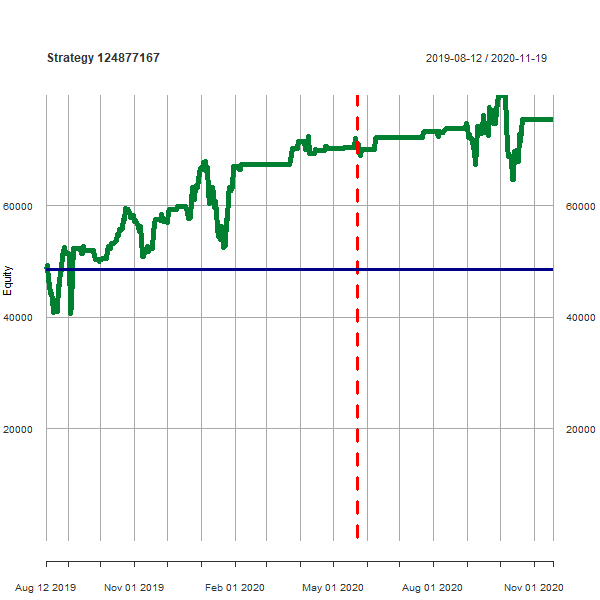 Strategy 124877167
2019-08-12 / 2020-11-19
60000 60000
Equity
40000 40000
20000 20000
Aug 12 2019 Nov 01 2019 Feb 01 2020 May 01 2020 Aug 01 2020 Nov 01 2020